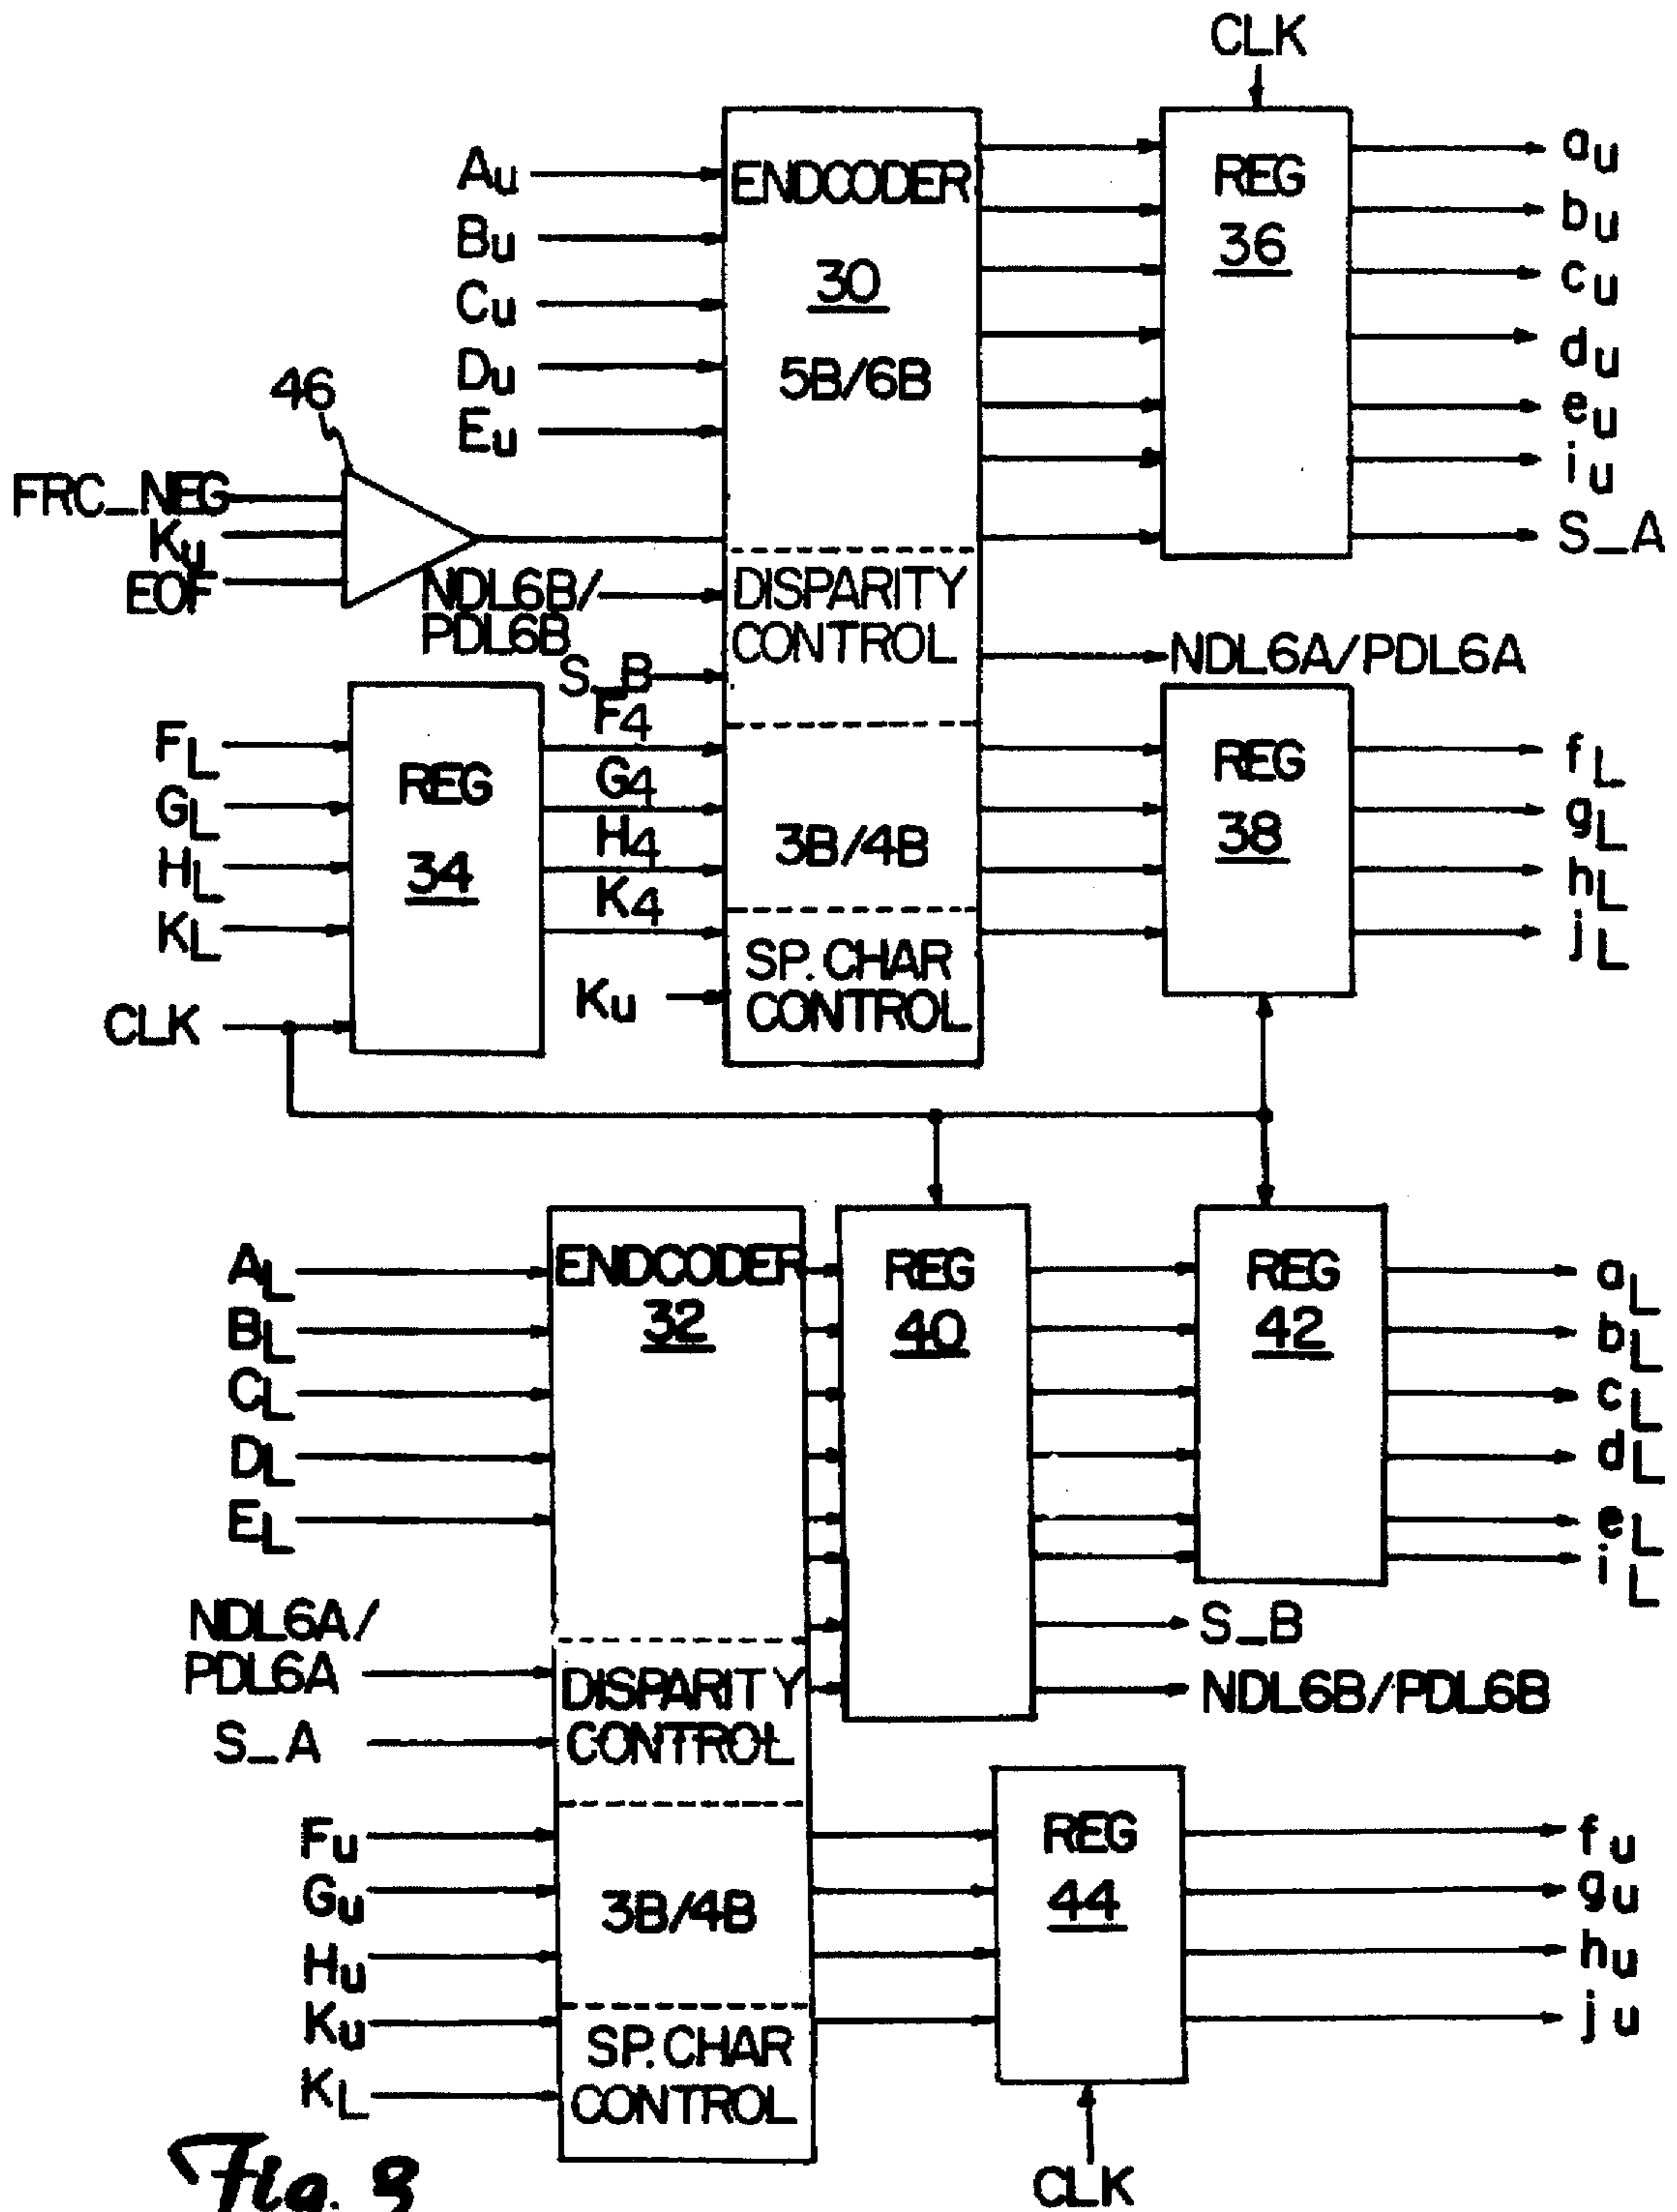 CLK
Au
Bu
Cu
Du
Eu
ENDCODER
30
5B/6B
REG
36
au
bu
cu
du
eu
iu
S_A
46
FRC_NEG
Ku
EOF
NDL6B/
PDL6B
S_B
DISPARITY
CONTROL
NDL6A/PDL6A
FL
GL
HL
KL
CLK
REG
34
F4
G4
H4
K4
Ku
3B/4B
SP. CHAR
CONTROL
REG
38
fL
gL
hL
jL
AL
BL
CL
DL
EL
ENDCODER
32
REG
40
REG
42
aL
bL
cL
dL
eL
iL
NDL6A/
PDL6A
S_A
DISPARITY
CONTROL
S_B
NDL6B/PDL6B
Fu
Gu
Hu
Ku
KL
3B/4B
SP. CHAR
CONTROL
REG
44
fu
gu
hu
ju
CLK
Fig. 3